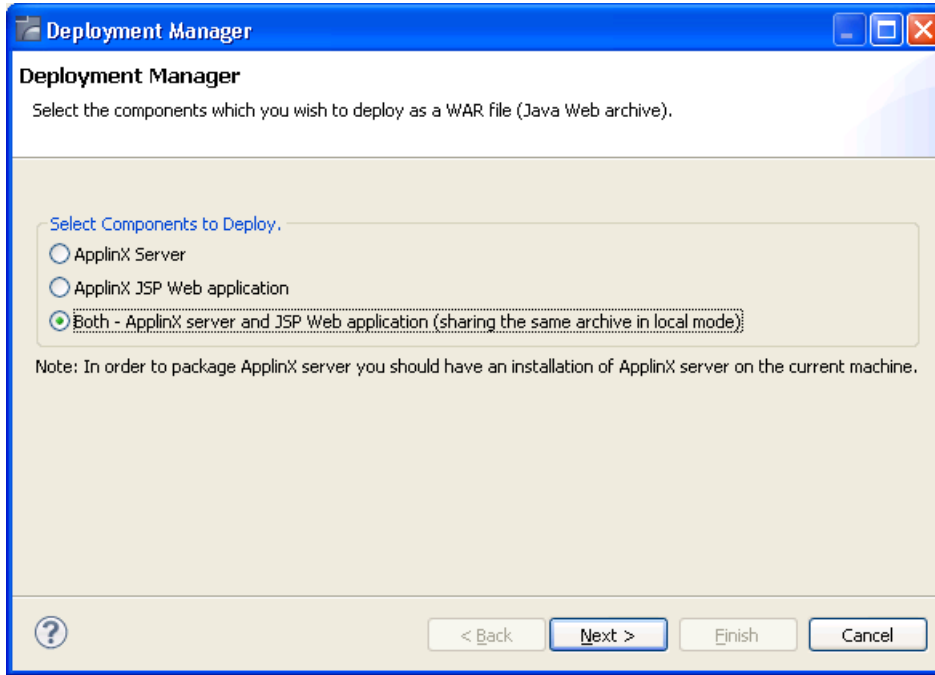 Deployment Manager
Deployment Manager
Select the components which you wish to deploy as a WAR file (Java Web archive).
Select Components to Deploy.
ApplinX Server
ApplinX JSP Web application
Both - ApplinX server and JSP Web application (sharing the same archive in local mode)
Note: In order to package ApplinX server you should have an installation of ApplinX server on the current machine.
? < Back Next > Finish Cancel